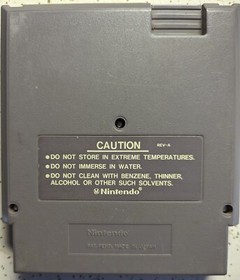 CAUTION REV-A
●DO NOT STORE IN EXTREME TEMPERATURES.
●DO NOT IMMERSE IN WATER.
●DO NOT CLEAN WITH BENZENE, THINNER,
ALCOHOL OR OTHER SUCH SOLVENTS.
Nintendo®
Nintendo